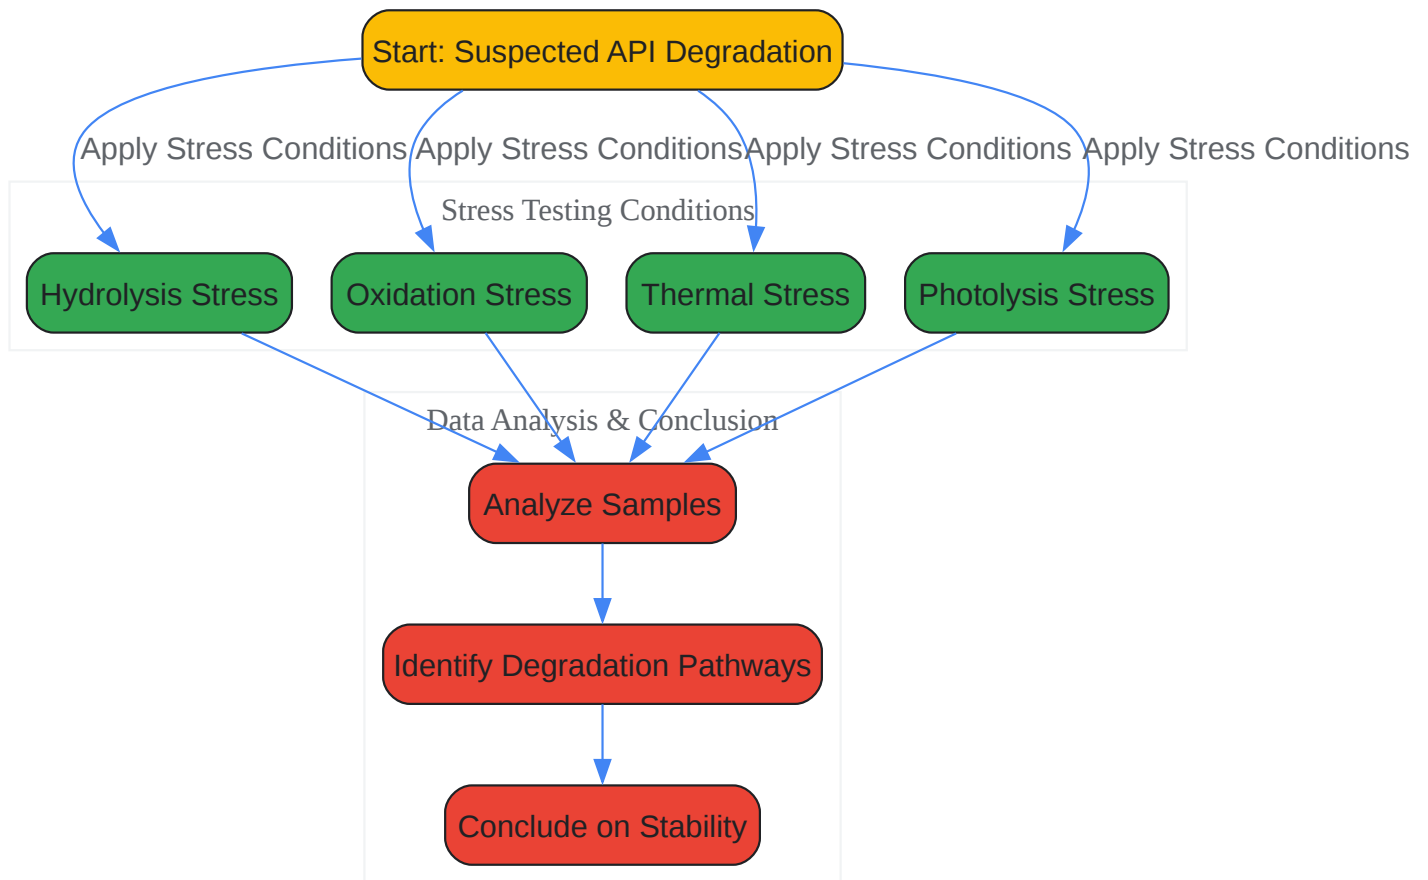 Start: Suspected API Degradation
Apply Stress Conditions
Apply Stress Conditions
Apply Stress Conditions
Apply Stress Conditions
Stress Testing Conditions
Hydrolysis Stress
Oxidation Stress
Thermal Stress
Photolysis Stress
Data Analysis & Conclusion
Analyze Samples
Identify Degradation Pathways
Conclude on Stability